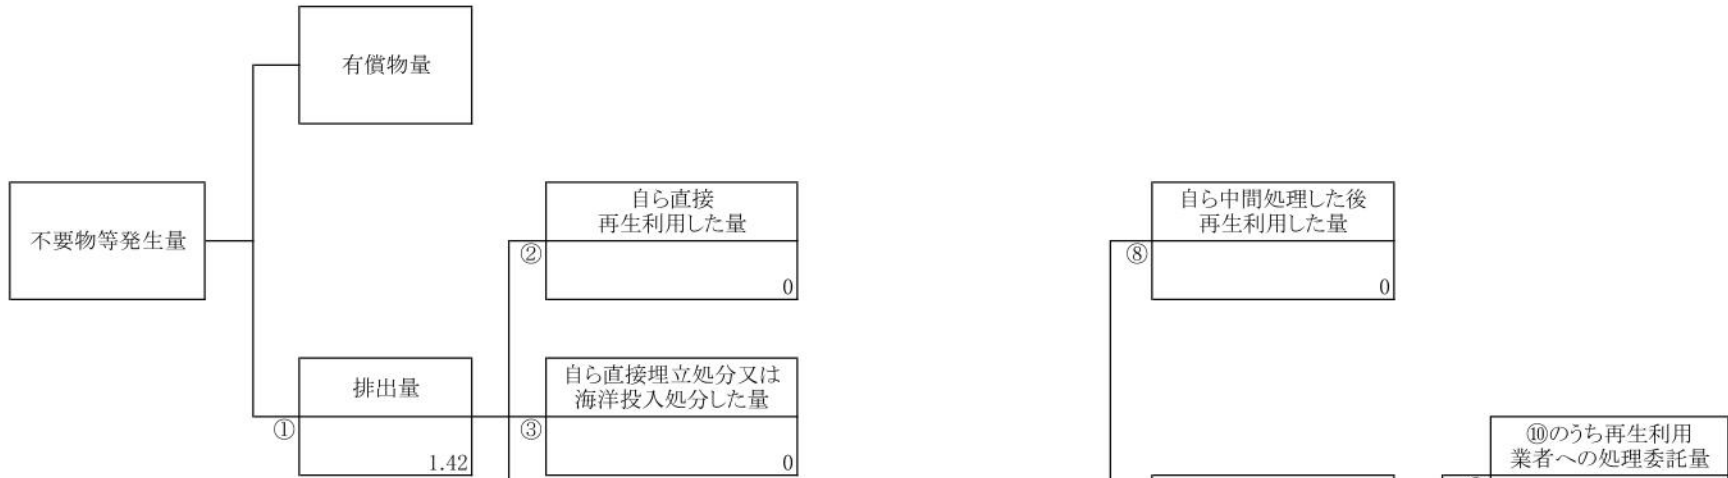 有償物量
不要物等発生量
自ら直接
再生利用した量
②
0
自ら中間処理した後
再生利用した量
⑧
0
排出量
①
1.42
自ら直接埋立処分又は
海洋投入処分した量
③
0
⑩のうち再生利用
業者への処理委託量